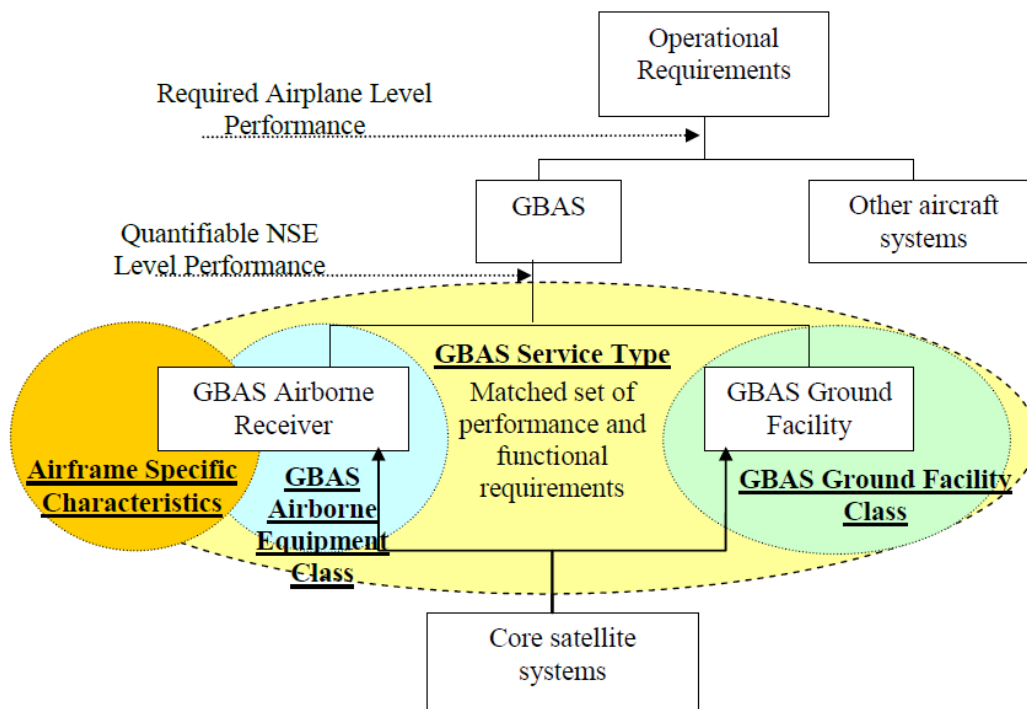 Operational
Requirements
Required Airplane Level
Performance
GBAS
Other aircraft
systems
Quantifiable NSE
Level Performance
GBAS Service Type
Matched set of
performance and
functional
requirements
GBAS Airborne
Receiver
GBAS Ground
Facility
Airframe Specific
Characteristics
GBAS
Airborne
Equipment
Class
GBAS Ground Facility
Class
Core satellite
systems